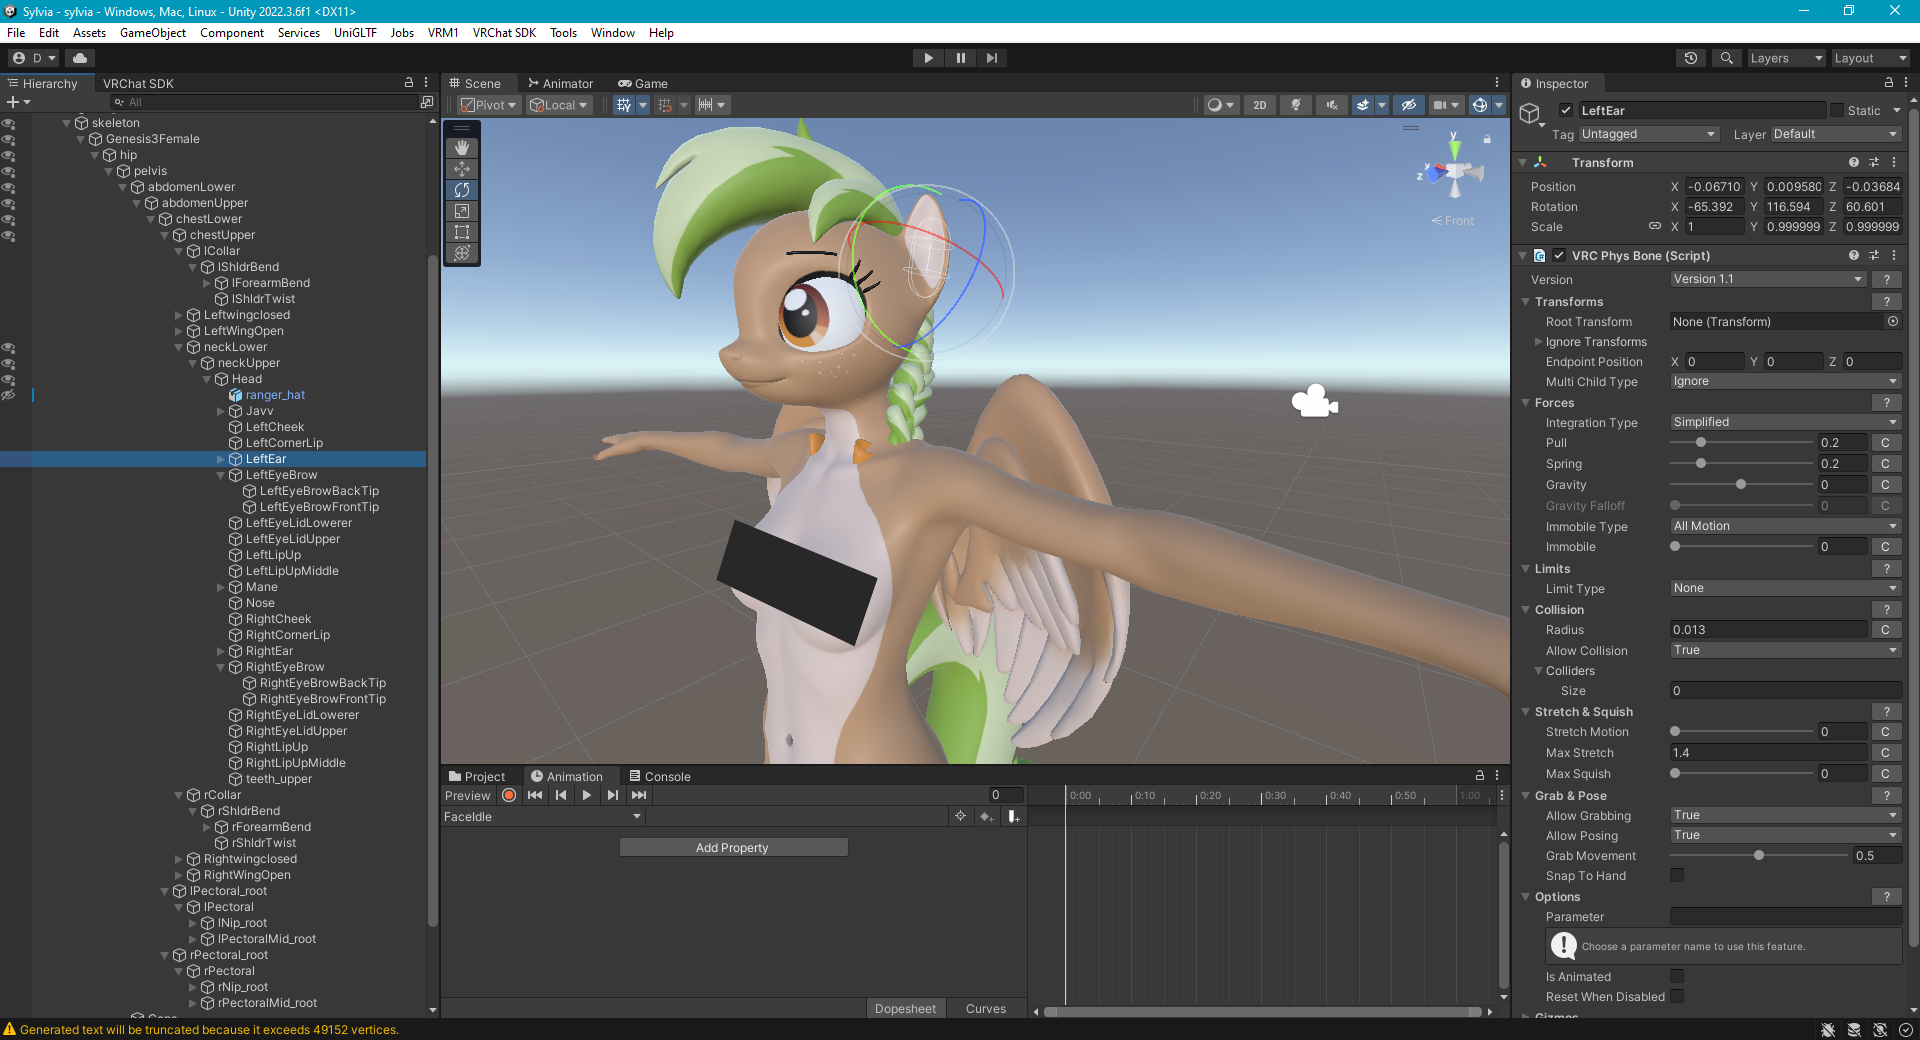 Sylvia - sylvia - Windows, Mac, Linux - Unity 2022.3.6f1 <DX11>
File Edit Assets GameObject Component Services UniGLTF Jobs VRM1 VRChat SDK Tools Window Help
D Layers Layout
Hierarchy VRChat SDK
All
skeleton
Genesis3Female
hip
pelvis
abdomenLower
abdomenUpper
chestLower
chestUpper
lCollar
lShldrBend
lForearmBend
lShldrTwist
Leftwingclosed
LeftWingOpen
neckLower
neckUpper
Head
ranger_hat
Javv
LeftCheek
LeftCornerLip
LeftEar
LeftEyeBrow
LeftEyeBrowBackTip
LeftEyeBrowFrontTip
LeftEyeLidLowerer
LeftEyeLidUpper
LeftLipUp
LeftLipUpMiddle
Mane
Nose
RightCheek
RightCornerLip
RightEar
RightEyeBrow
RightEyeBrowBackTip
RightEyeBrowFrontTip
RightEyeLidLowerer
RightEyeLidUpper
RightLipUp
RightLipUpMiddle
teeth_upper
rCollar
rShldrBend
rForearmBend
rShldrTwist
Rightwingclosed
RightWingOpen
lPectoral_root
lPectoral
lNip_root
lPectoralMid_root
rPectoral_root
rPectoral
rNip_root
rPectoralMid_root
Scene Animator Game
Pivot Local 2D
y
x
z
Front
Project Animation Console
Preview 0
0:00 0:10 0:20 0:30 0:40 0:50 1:00
FaceIdle
Add Property
Dopesheet Curves
Inspector
LeftEar Static
Tag Untagged Layer Default
Transform
Position X -0.06710 Y 0.009580 Z -0.03684
Rotation X -65.392 Y 116.594 Z 60.601
Scale X 1 Y 0.999999 Z 0.999999
VRC Phys Bone (Script)
Version Version 1.1 ?
Transforms ?
Root Transform None (Transform)
Ignore Transforms
Endpoint Position X 0 Y 0 Z 0
Multi Child Type Ignore
Forces ?
Integration Type Simplified
Pull 0.2 C
Spring 0.2 C
Gravity 0 C
Gravity Falloff 0 C
Immobile Type All Motion
Immobile 0 C
Limits ?
Limit Type None
Collision ?
Radius 0.013 C
Allow Collision True
Colliders
Size 0
Stretch & Squish ?
Stretch Motion 0 C
Max Stretch 1.4 C
Max Squish 0 C
Grab & Pose ?
Allow Grabbing True
Allow Posing True
Grab Movement 0.5
Snap To Hand
Options ?
Parameter
Choose a parameter name to use this feature.
Is Animated
Reset When Disabled
Gizmos
Generated text will be truncated because it exceeds 49152 vertices.